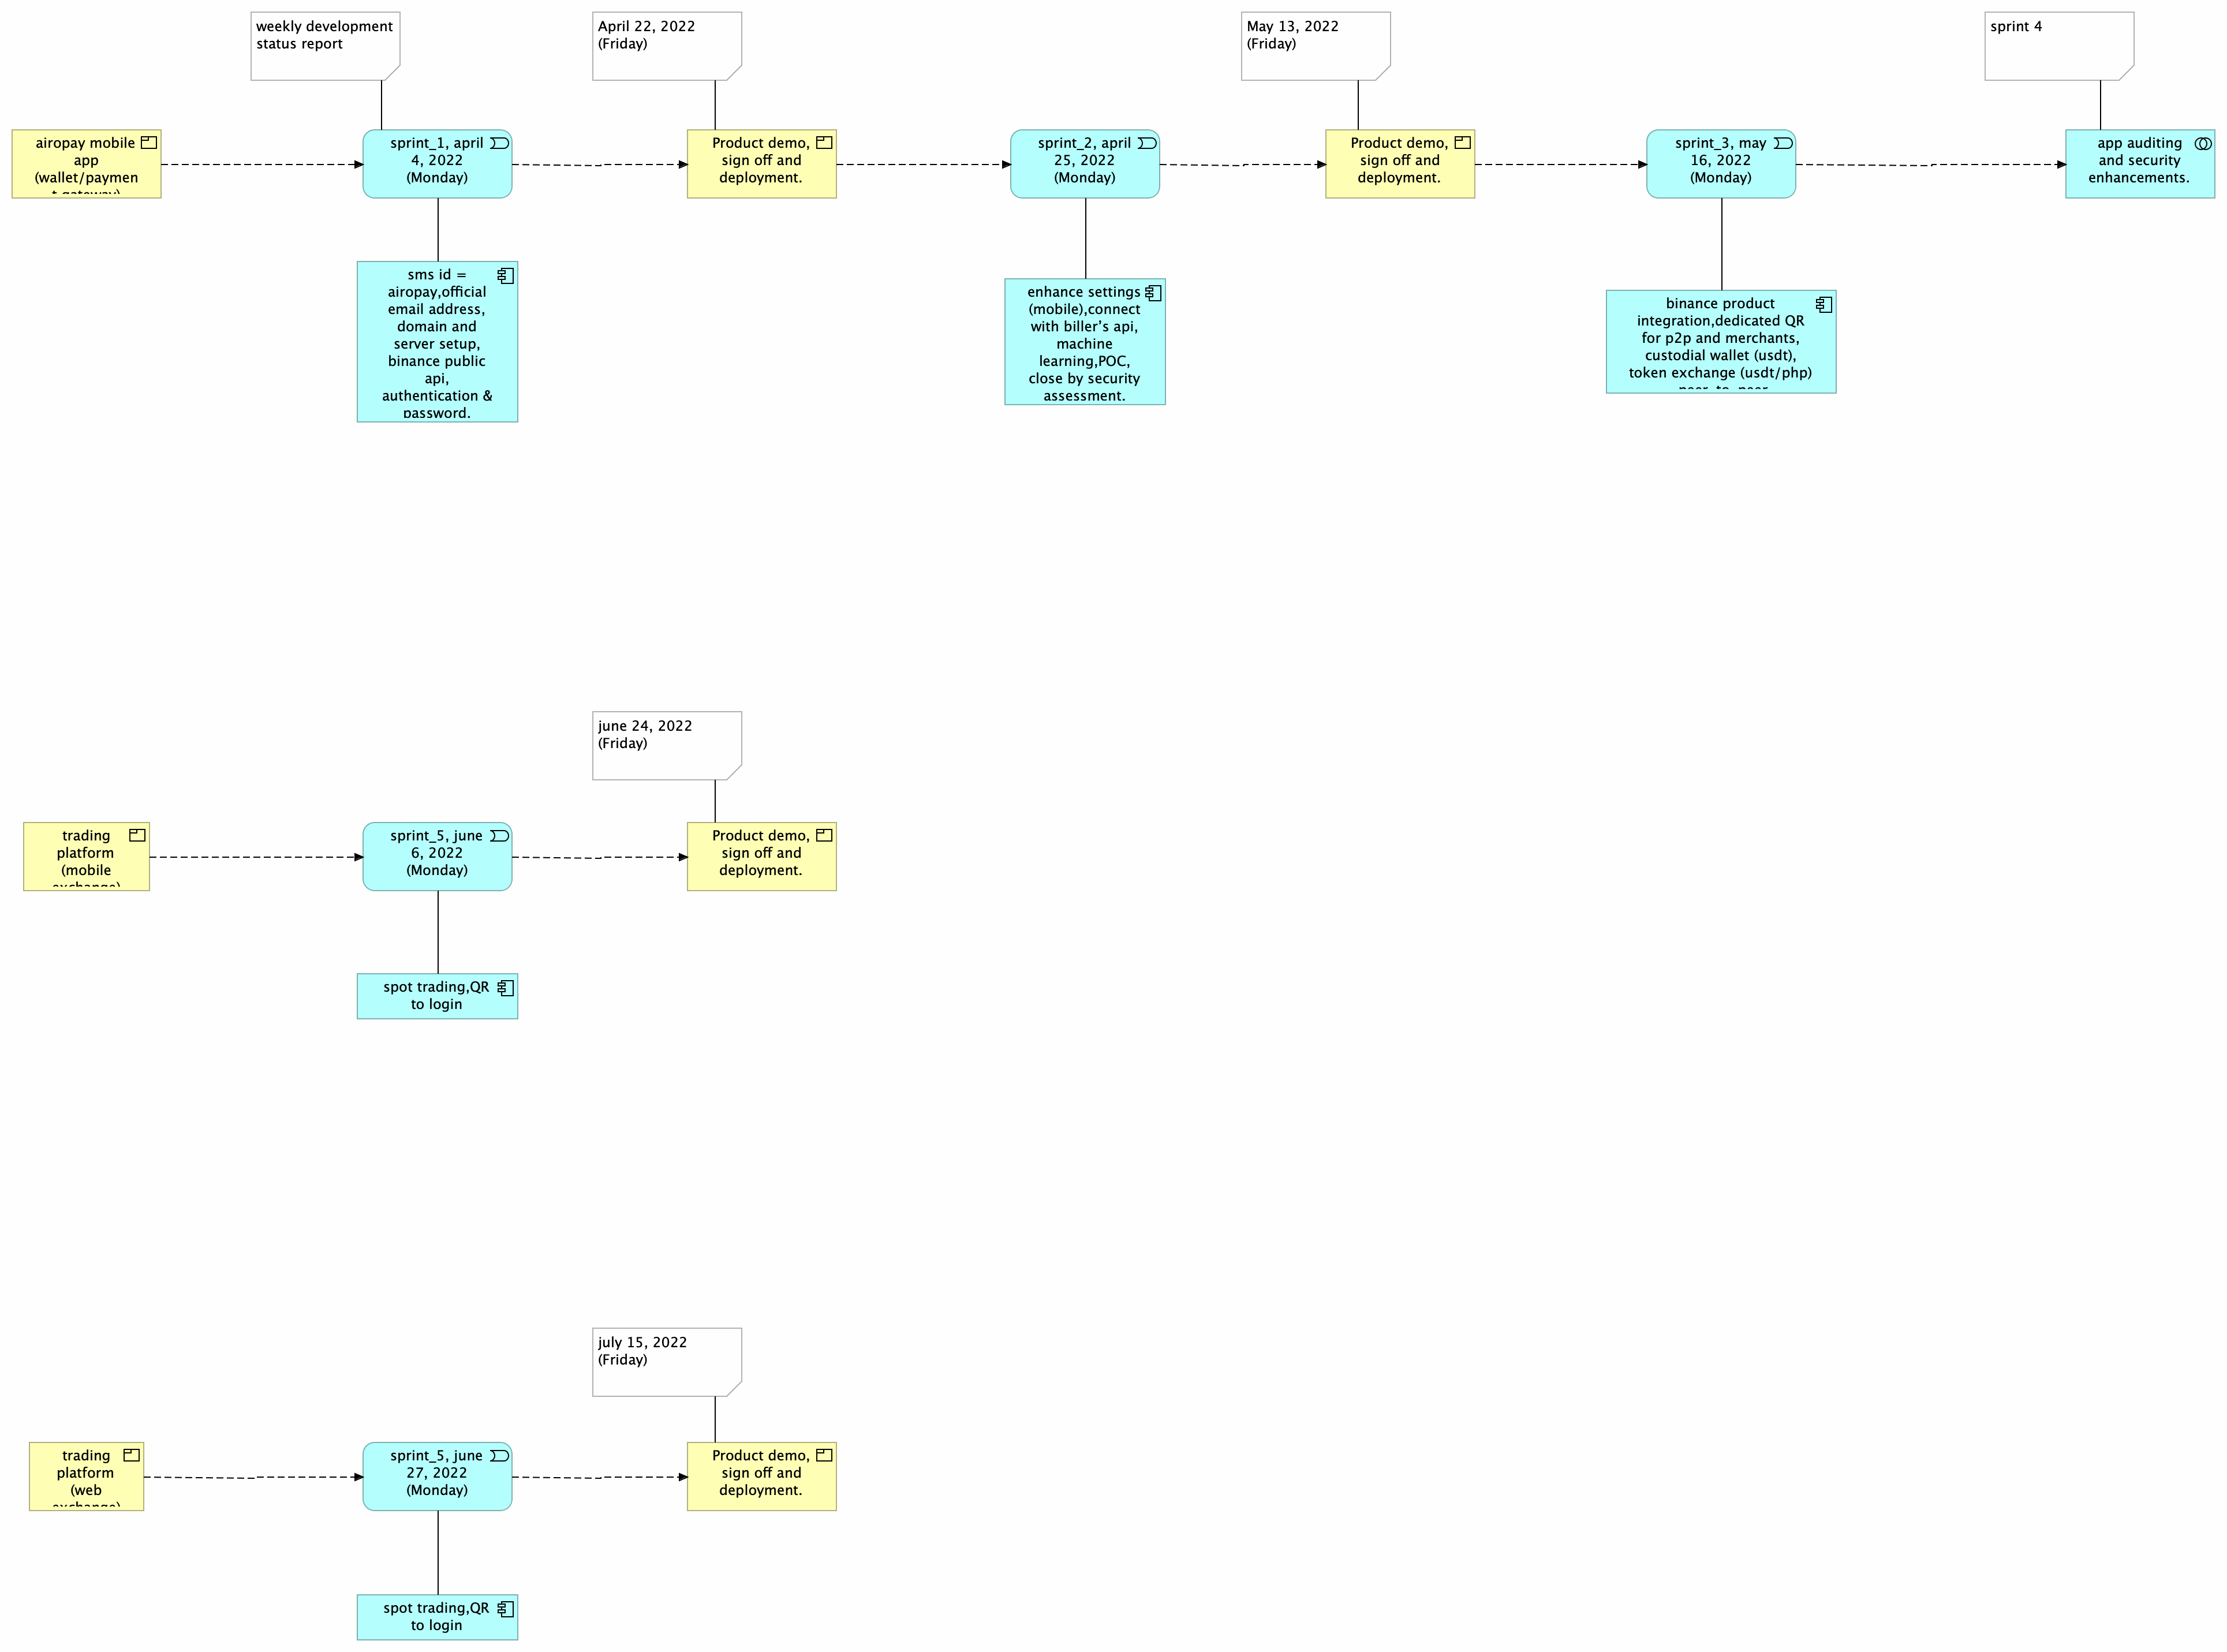 weekly development
status report
April 22, 2022
(Friday)
May 13, 2022
(Friday)
sprint 4
airopay mobile
app
(wallet/paymen
t gateway)
sprint_1, april
4, 2022
(Monday)
Product demo,
sign off and
deployment.
sprint_2, april
25, 2022
(Monday)
Product demo,
sign off and
deployment.
sprint_3, may
16, 2022
(Monday)
app auditing
and security
enhancements.
sms id =
airopay,official
email address,
domain and
server setup,
binance public
api,
authentication &
password.
enhance settings
(mobile),connect
with biller’s api,
machine
learning,POC,
close by security
assessment.
binance product
integration,dedicated QR
for p2p and merchants,
custodial wallet (usdt),
token exchange (usdt/php)
june 24, 2022
(Friday)
trading
platform
(mobile
exchange)
sprint_5, june
6, 2022
(Monday)
Product demo,
sign off and
deployment.
spot trading,QR
to login
july 15, 2022
(Friday)
trading
platform
(web
exchange)
sprint_5, june
27, 2022
(Monday)
Product demo,
sign off and
deployment.
spot trading,QR
to login